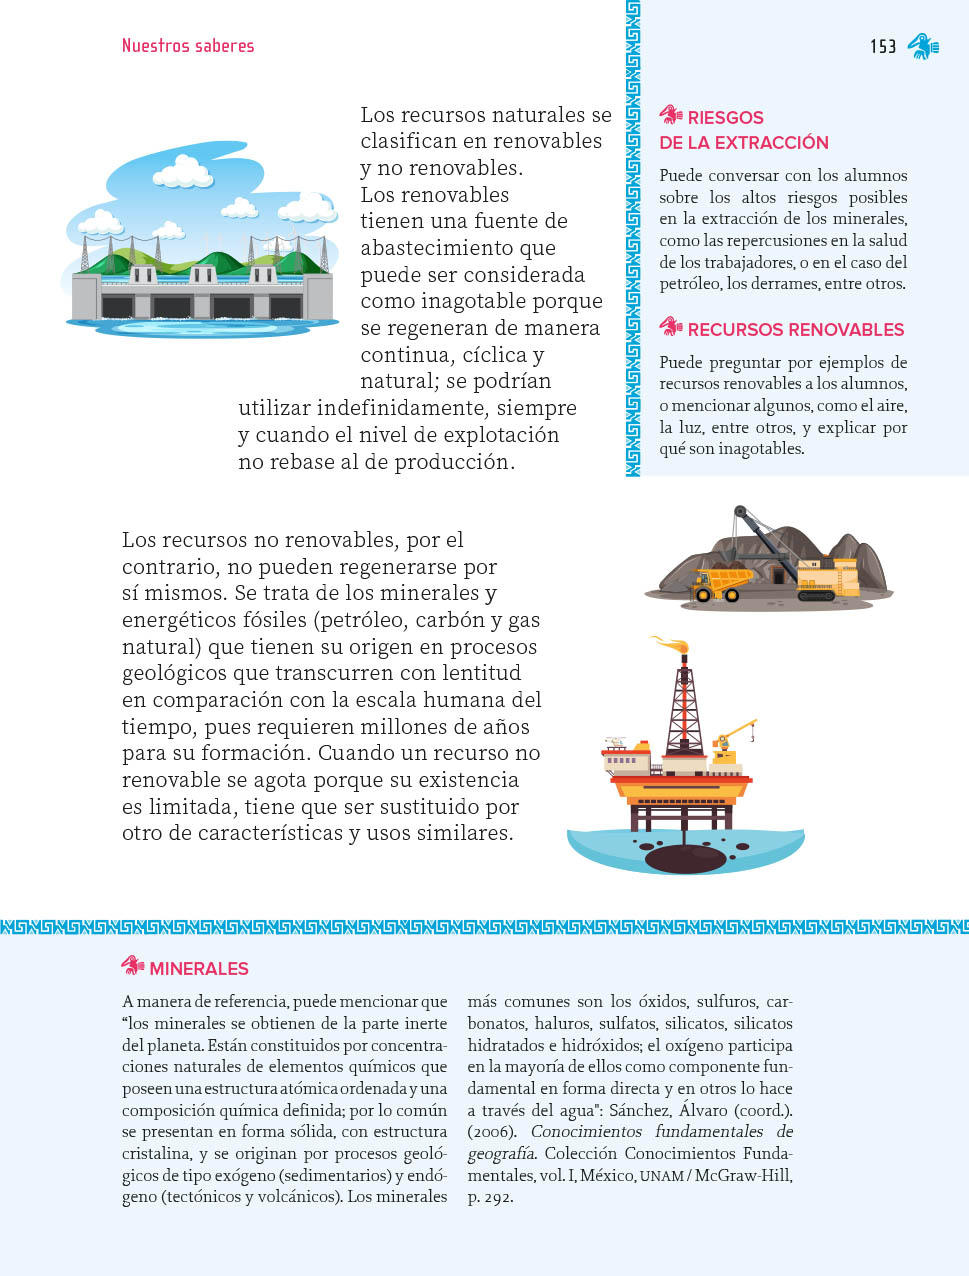 Nuestros saberes
153
Los recursos naturales se
clasifican en renovables
y no renovables.
Los renovables
tienen una fuente de
abastecimiento que
puede ser considerada
como inagotable porque
se regeneran de manera
continua, cíclica y
natural; se podrían
utilizar indefinidamente, siempre
y cuando el nivel de explotación
no rebase al de producción.
RIESGOS
DE LA EXTRACCIÓN
Puede conversar con los alumnos
sobre los altos riesgos posibles
en la extracción de los minerales,
como las repercusiones en la salud
de los trabajadores, o en el caso del
petróleo, los derrames, entre otros.
RECURSOS RENOVABLES
Puede preguntar por ejemplos de
recursos renovables a los alumnos,
o mencionar algunos, como el aire,
la luz, entre otros, y explicar por
qué son inagotables.
Los recursos no renovables, por el
contrario, no pueden regenerarse por
sí mismos. Se trata de los minerales y
energéticos fósiles (petróleo, carbón y gas
natural) que tienen su origen en procesos
geológicos que transcurren con lentitud
en comparación con la escala humana del
tiempo, pues requieren millones de años
para su formación. Cuando un recurso no
renovable se agota porque su existencia
es limitada, tiene que ser sustituido por
otro de características y usos similares.
MINERALES
A manera de referencia, puede mencionar que
“los minerales se obtienen de la parte inerte
del planeta. Están constituidos por concentra-
ciones naturales de elementos químicos que
poseen una estructura atómica ordenada y una
composición química definida; por lo común
se presentan en forma sólida, con estructura
cristalina, y se originan por procesos geoló-
gicos de tipo exógeno (sedimentarios) y endó-
geno (tectónicos y volcánicos). Los minerales
más comunes son los óxidos, sulfuros, car-
bonatos, haluros, sulfatos, silicatos, silicatos
hidratados e hidróxidos; el oxígeno participa
en la mayoría de ellos como componente fun-
damental en forma directa y en otros lo hace
a través del agua": Sánchez, Álvaro (coord.).
(2006). Conocimientos fundamentales de
geografía. Colección Conocimientos Funda-
mentales, vol. I, México, UNAM / McGraw-Hill,
p. 292.